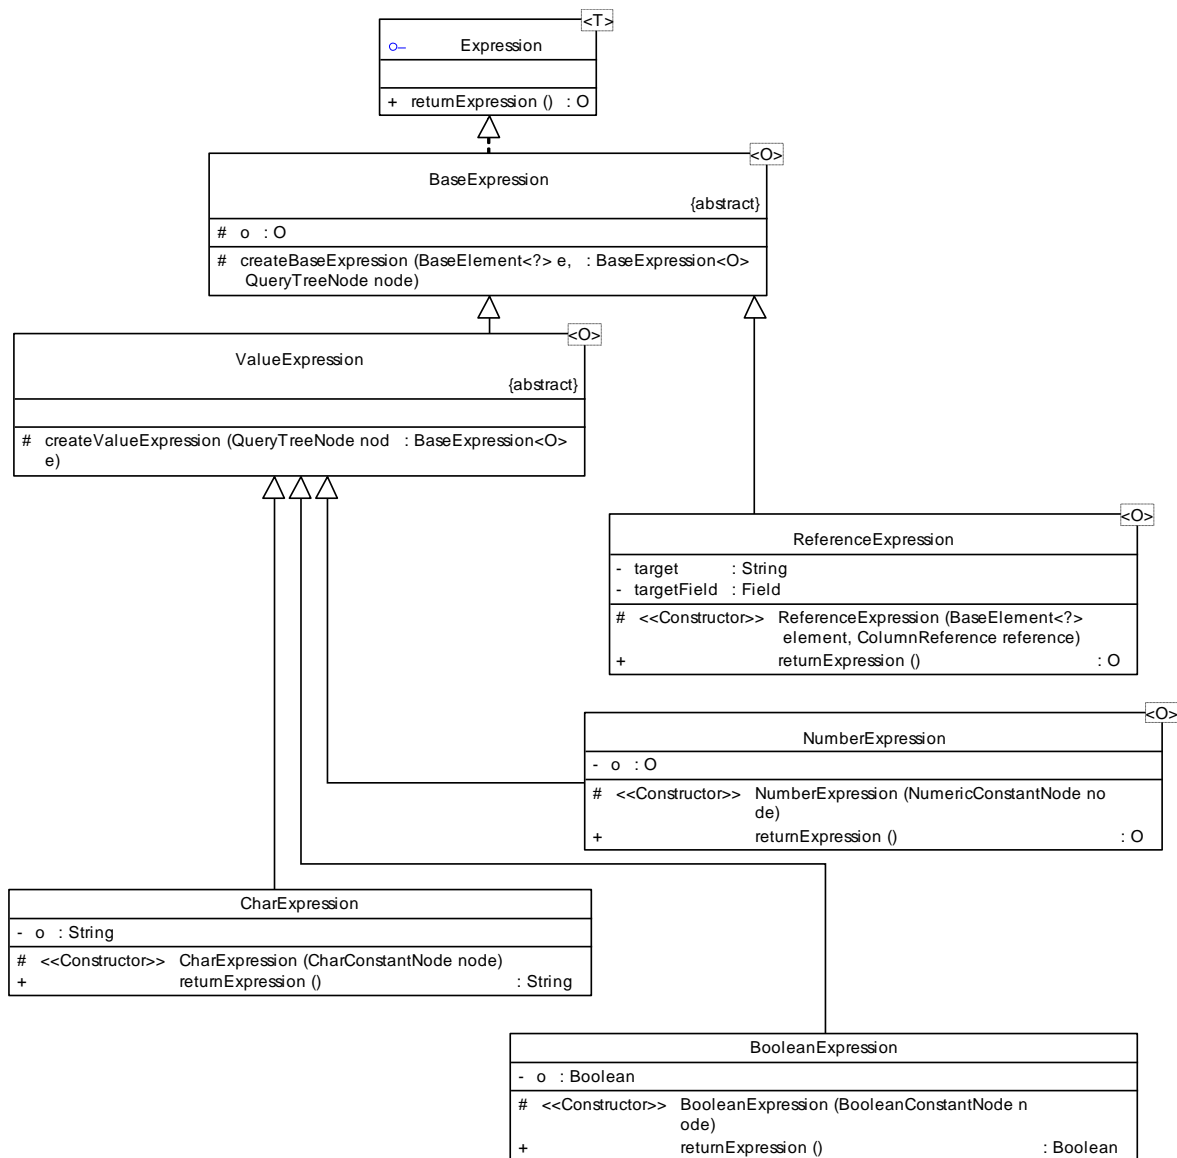 <T>
Expression
+ returnExpression () : O
<O>
BaseExpression
{abstract}
# o : O
# createBaseExpression (BaseElement<?> e, : BaseExpression<O>
QueryTreeNode node)
<O>
ValueExpression
{abstract}
# createValueExpression (QueryTreeNode nod : BaseExpression<O>
e)
<O>
ReferenceExpression
- target : String
- targetField : Field
# <<Constructor>> ReferenceExpression (BaseElement<?>
element, ColumnReference reference)
+ returnExpression () : O
<O>
NumberExpression
- o : O
# <<Constructor>> NumberExpression (NumericConstantNode no
de)
+ returnExpression () : O
CharExpression
- o : String
# <<Constructor>> CharExpression (CharConstantNode node)
+ returnExpression () : String
BooleanExpression
- o : Boolean
# <<Constructor>> BooleanExpression (BooleanConstantNode n
ode)
+ returnExpression () : Boolean